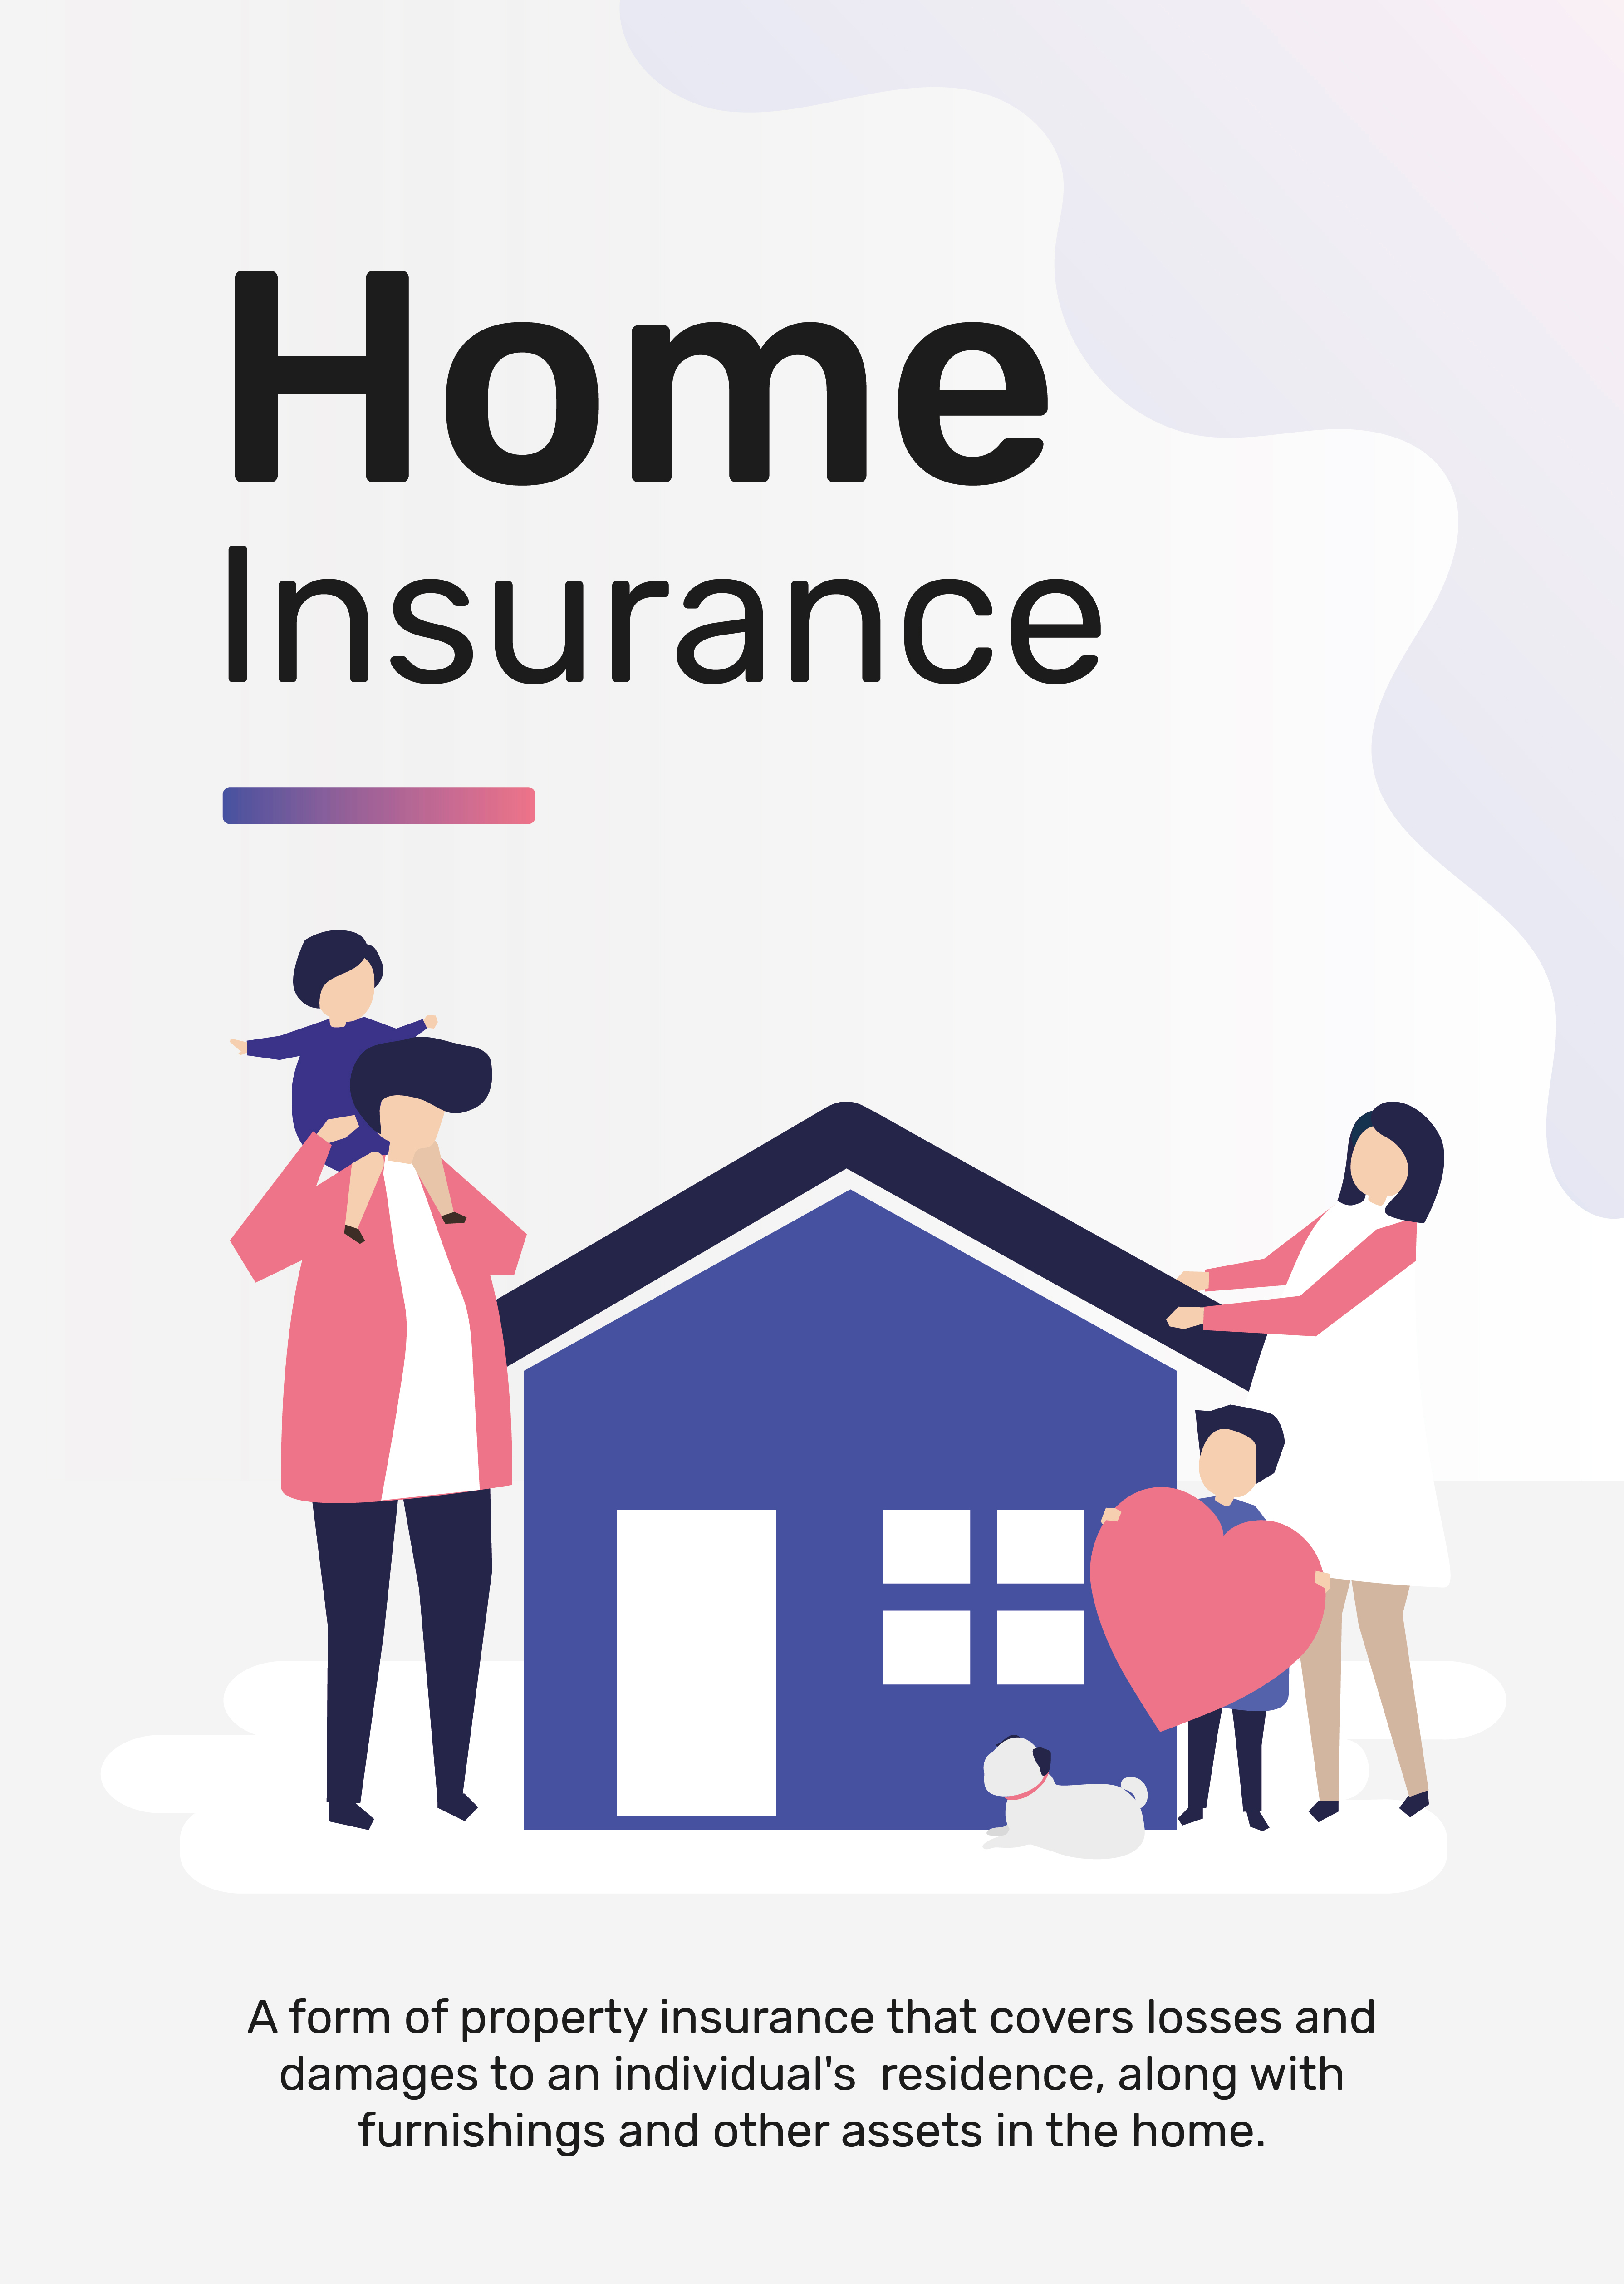 Home
Insurance
A form of property insurance that covers losses and
damages to an individual's  residence, along with
furnishings and other assets in the home.